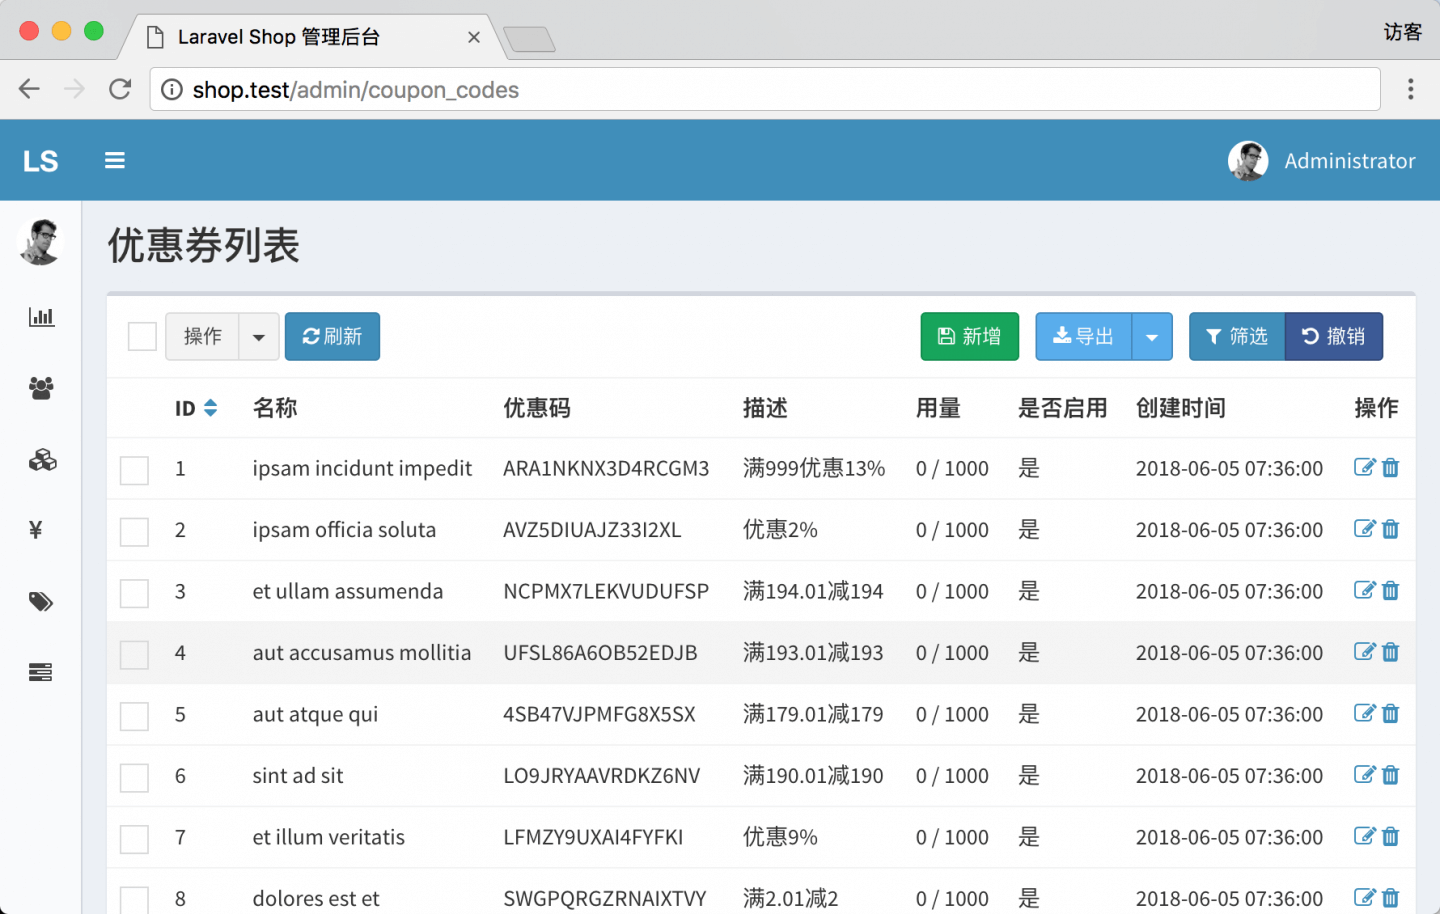 Laravel Shop 管理后台
访客
shop.test/admin/coupon_codes
LS
Administrator
优惠券列表
操作 刷新 新增 导出 筛选 撤销
ID 名称 优惠码 描述 用量 是否启用 创建时间 操作
1 ipsam incidunt impedit ARA1NKNX3D4RCGM3 满999优惠13% 0 / 1000 是 2018-06-05 07:36:00
2 ipsam officia soluta AVZ5DIUAJZ33I2XL 优惠2% 0 / 1000 是 2018-06-05 07:36:00
3 et ullam assumenda NCPMX7LEKVUDUFSP 满194.01减194 0 / 1000 是 2018-06-05 07:36:00
4 aut accusamus mollitia UFSL86A6OB52EDJB 满193.01减193 0 / 1000 是 2018-06-05 07:36:00
5 aut atque qui 4SB47VJPMFG8X5SX 满179.01减179 0 / 1000 是 2018-06-05 07:36:00
6 sint ad sit LO9JRYAAVRDKZ6NV 满190.01减190 0 / 1000 是 2018-06-05 07:36:00
7 et illum veritatis LFMZY9UXAI4FYFKI 优惠9% 0 / 1000 是 2018-06-05 07:36:00
8 dolores est et SWGPQRGZRNAIXTVY 满2.01减2 0 / 1000 是 2018-06-05 07:36:00